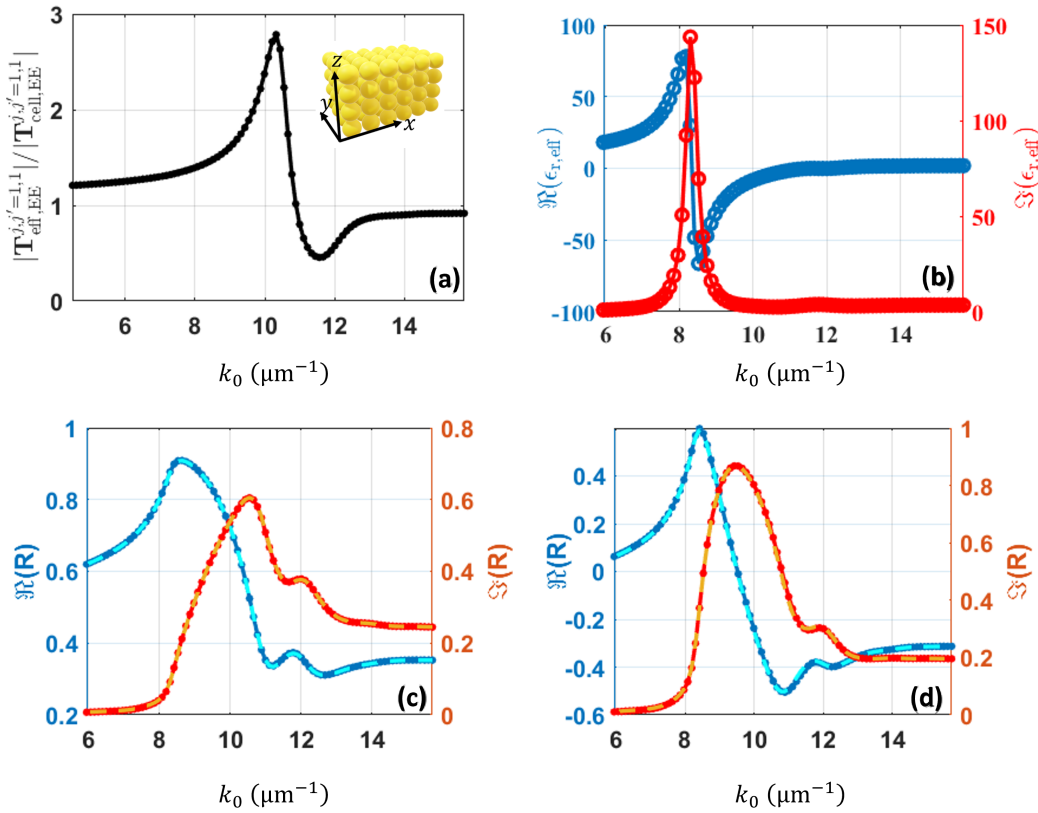 |T^{j,j'=1,1}_{eff,EE}|/|T^{j,j'=1,1}_{cell,EE}|
3
2
1
0
z
y
x
(a)
6 8 10 12 14
k₀ (μm⁻¹)
ℜ(ϵ_{r,eff})
100
50
0
-50
-100
150
100
50
0
ℑ(ϵ_{r,eff})
(b)
6 8 10 12 14
k₀ (μm⁻¹)
ℜ(R)
1
0.8
0.6
0.4
0.2
0.8
0.6
0.4
0.2
0
ℑ(R)
(c)
6 8 10 12 14
k₀ (μm⁻¹)
ℜ(R)
0.4
0.2
0
-0.2
-0.4
-0.6
1
0.8
0.6
0.4
0.2
0
ℑ(R)
(d)
6 8 10 12 14
k₀ (μm⁻¹)